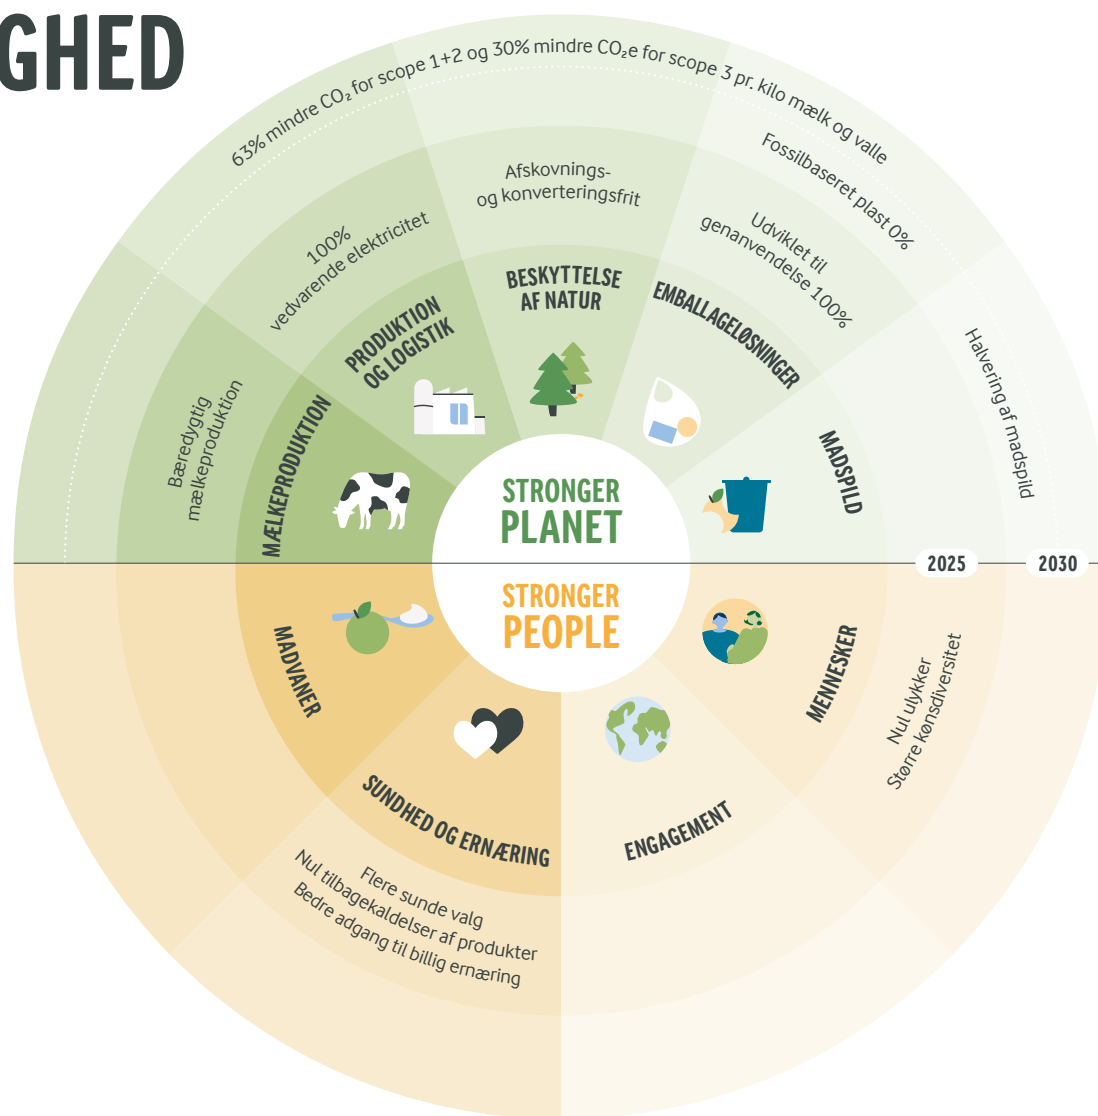 GHED
63% mindre CO₂ for scope 1+2 og 30% mindre CO₂e for scope 3 pr. kilo mælk og valle
Fossilbaseret plast 0%
Afskovnings-
og konverteringsfrit
100%
vedvarende elektricitet
Udviklet til
genanvendelse 100%
Halvering af madspild
Bæredygtig
mælkeproduktion
BESKYTTELSE
AF NATUR
PRODUKTION
OG LOGISTIK
EMBALLAGELØSNINGER
MÆLKEPRODUKTION
MADSPILD
STRONGER
PLANET
2025
2030
STRONGER
PEOPLE
MADVANER
MENNESKER
Nul ulykker
Større kønsdiversitet
SUNDHED OG ERNÆRING
ENGAGEMENT
Flere sunde valg
Nul tilbagekaldelser af produkter
Bedre adgang til billig ernæring